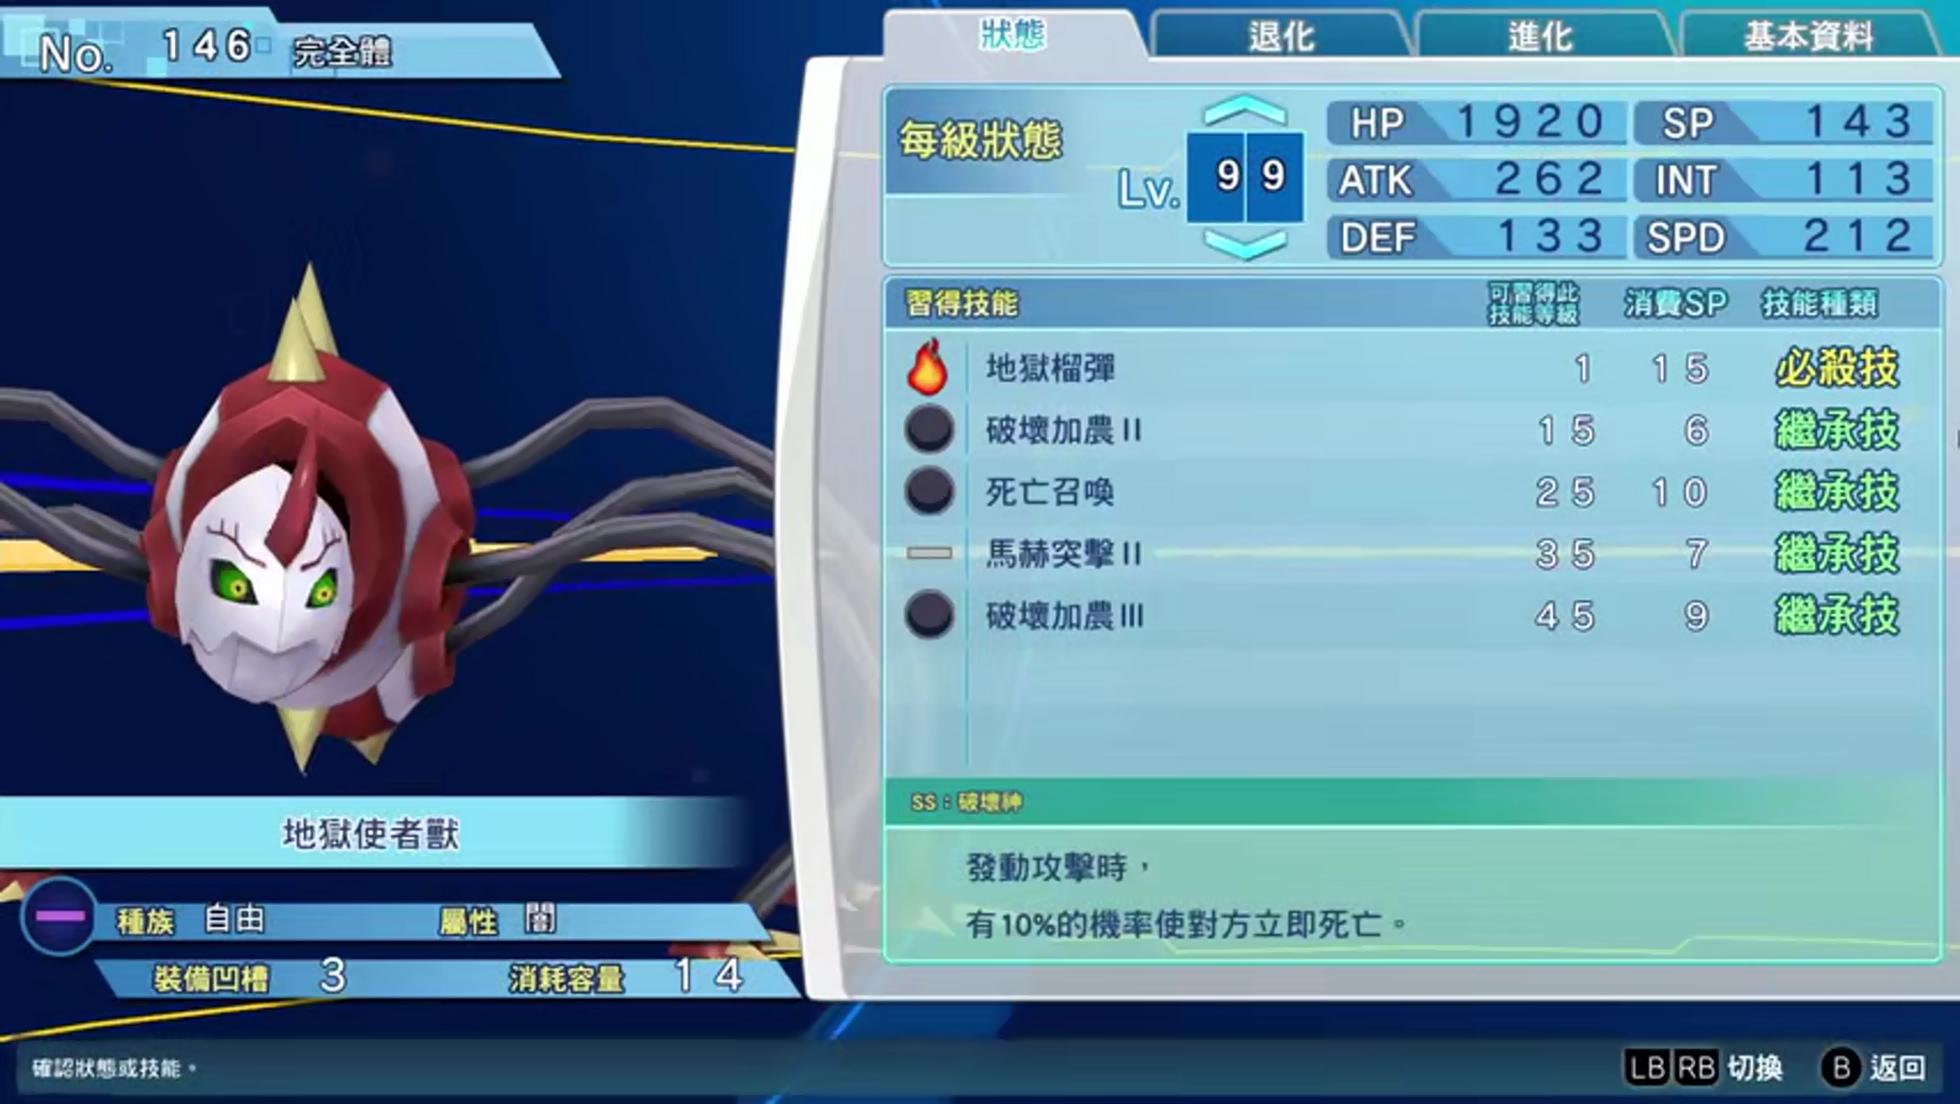 No. 146 完全體
狀態 退化 進化 基本資料
每級狀態
Lv. 99
HP 1920 SP 143
ATK 262 INT 113
DEF 133 SPD 212
習得技能 可習得此技能等級 消費SP 技能種類
地獄榴彈 1 15 必殺技
破壞加農II 15 6 繼承技
死亡召喚 25 10 繼承技
馬赫突擊II 35 7 繼承技
破壞加農III 45 9 繼承技
SS：破壞神
發動攻擊時，
有10%的機率使對方立即死亡。
地獄使者獸
種族 自由 屬性 闇
裝備凹槽 3 消耗容量 14
確認狀態或技能。
LB RB 切換 B 返回